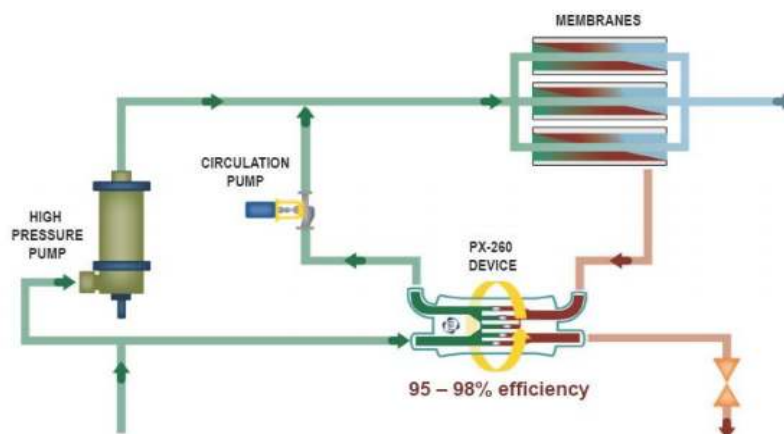 MEMBRANES
CIRCULATION
PUMP
HIGH
PRESSURE
PUMP
PX-260
DEVICE
95 – 98% efficiency